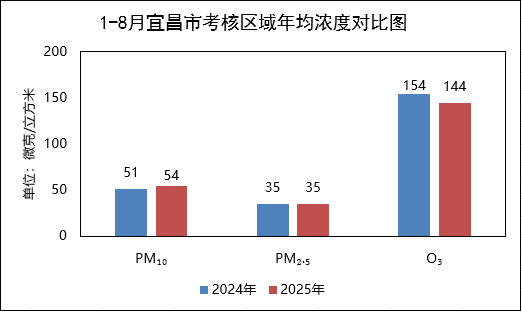 1-8月宜昌市考核区域年均浓度对比图
单位：微克/立方米
200
150
100
50
0
51
54
35
35
154
144
PM₁₀
PM₂.₅
O₃
2024年
2025年